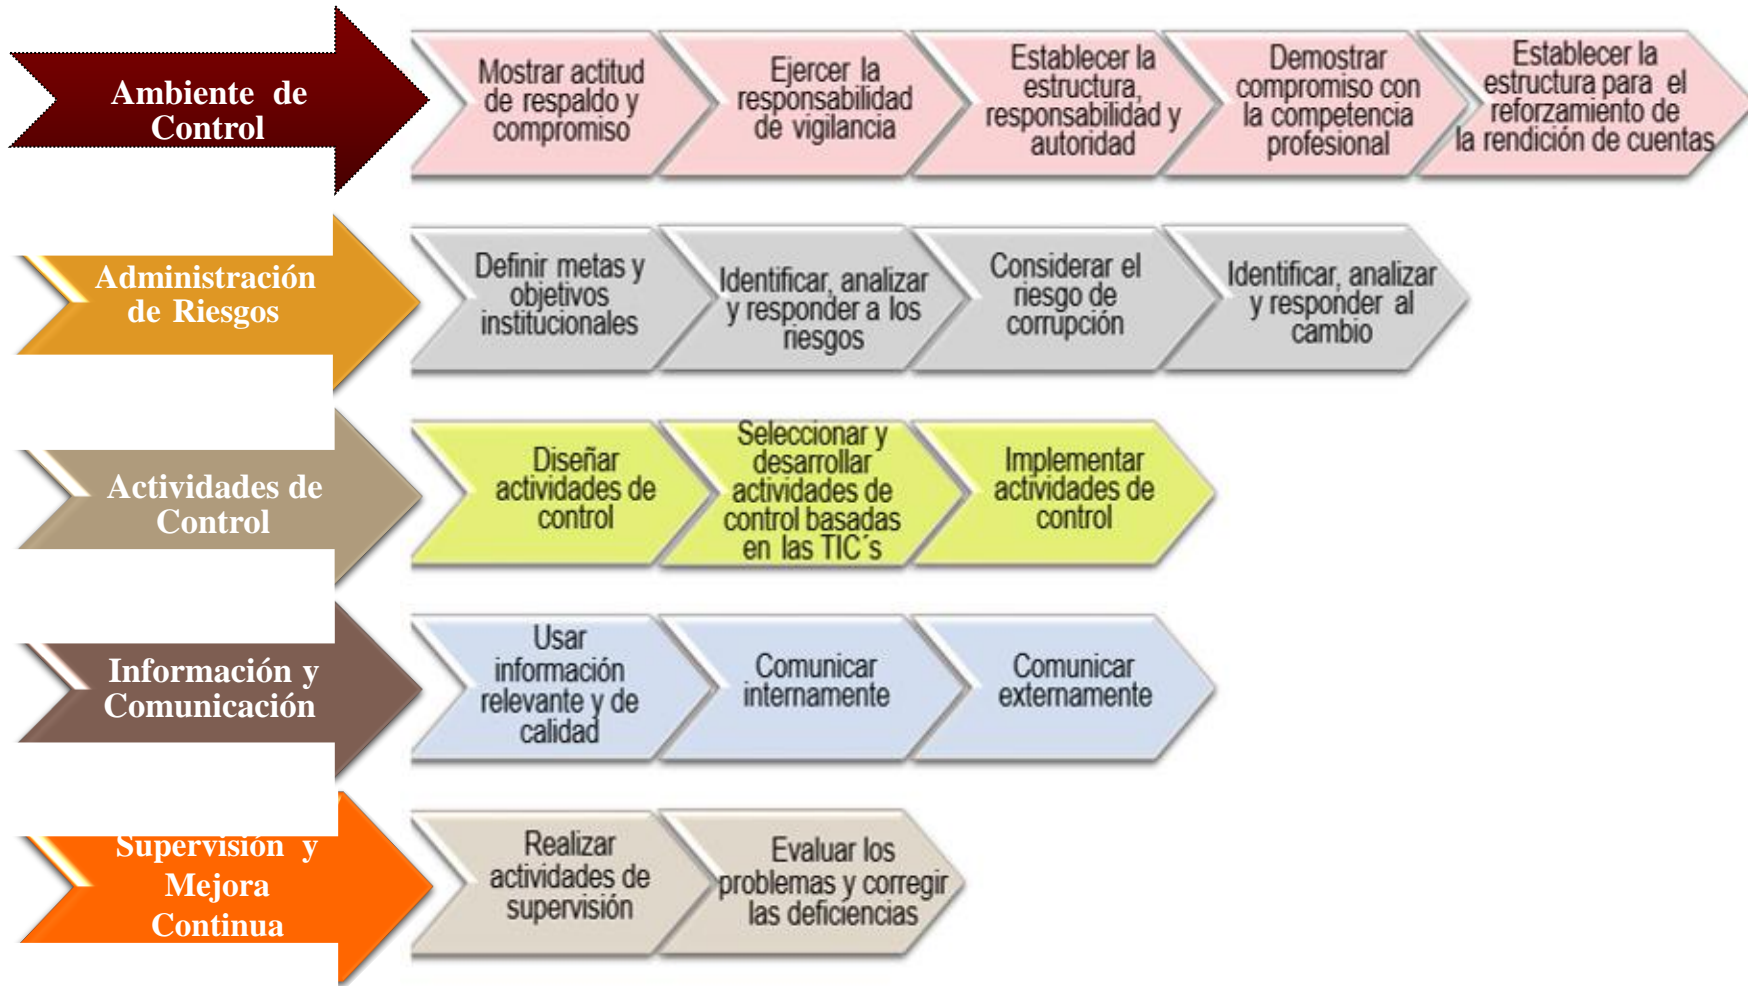 Ambiente de
Control
Mostrar actitud
de respaldo y
compromiso
Ejercer la
responsabilidad
de vigilancia
Establecer la
estructura,
responsabilidad y
autoridad
Demostrar
compromiso con
la competencia
profesional
Establecer la
estructura para el
reforzamiento de
la rendición de cuentas
Administración
de Riesgos
Definir metas y
objetivos
institucionales
Identificar, analizar
y responder a los
riesgos
Considerar el
riesgo de
corrupción
Identificar, analizar
y responder al
cambio
Actividades de
Control
Diseñar
actividades de
control
Seleccionar y
desarrollar
actividades de
control basadas
en las TIC´s
Implementar
actividades de
control
Información y
Comunicación
Usar
información
relevante y de
calidad
Comunicar
internamente
Comunicar
externamente
Supervisión y
Mejora
Continua
Realizar
actividades de
supervisión
Evaluar los
problemas y corregir
las deficiencias